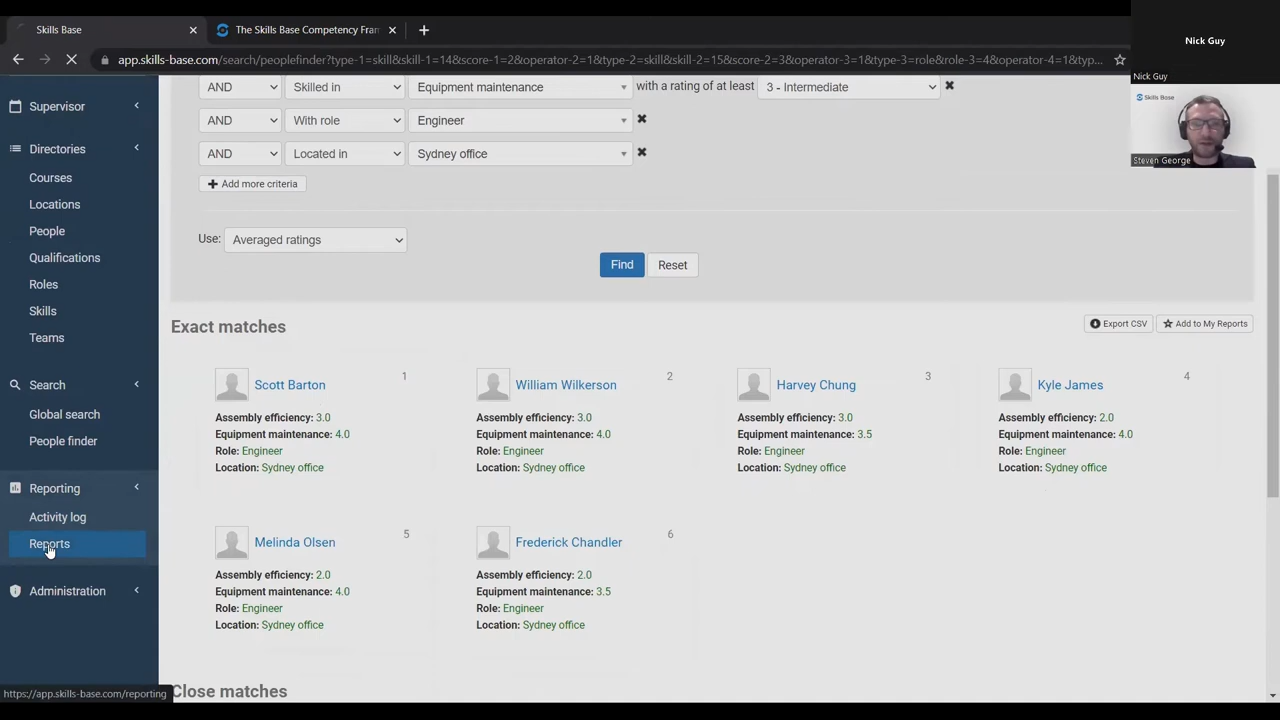 Skills Base
The Skills Base Competency Fram
app.skills-base.com/search/peoplefinder?type-1=skill&skill-1=14&score-1=2&operator-2=1&type-2=skill&skill-2=15&score-2=3&operator-3=1&type-3=role&role-3=4&operator-4=1&typ...
Nick Guy
Nick Guy
Skills Base
Steven George
Supervisor
Directories
Courses
Locations
People
Qualifications
Roles
Skills
Teams
Search
Global search
People finder
Reporting
Activity log
Reports
Administration
https://app.skills-base.com/reporting
AND Skilled in Equipment maintenance with a rating of at least 3 - Intermediate
AND With role Engineer
AND Located in Sydney office
Add more criteria
Use: Averaged ratings
Find Reset
Exact matches
Export CSV Add to My Reports
Scott Barton 1
Assembly efficiency: 3.0
Equipment maintenance: 4.0
Role: Engineer
Location: Sydney office
William Wilkerson 2
Assembly efficiency: 3.0
Equipment maintenance: 4.0
Role: Engineer
Location: Sydney office
Harvey Chung 3
Assembly efficiency: 3.0
Equipment maintenance: 3.5
Role: Engineer
Location: Sydney office
Kyle James 4
Assembly efficiency: 2.0
Equipment maintenance: 4.0
Role: Engineer
Location: Sydney office
Melinda Olsen 5
Assembly efficiency: 2.0
Equipment maintenance: 4.0
Role: Engineer
Location: Sydney office
Frederick Chandler 6
Assembly efficiency: 2.0
Equipment maintenance: 3.5
Role: Engineer
Location: Sydney office
Close matches